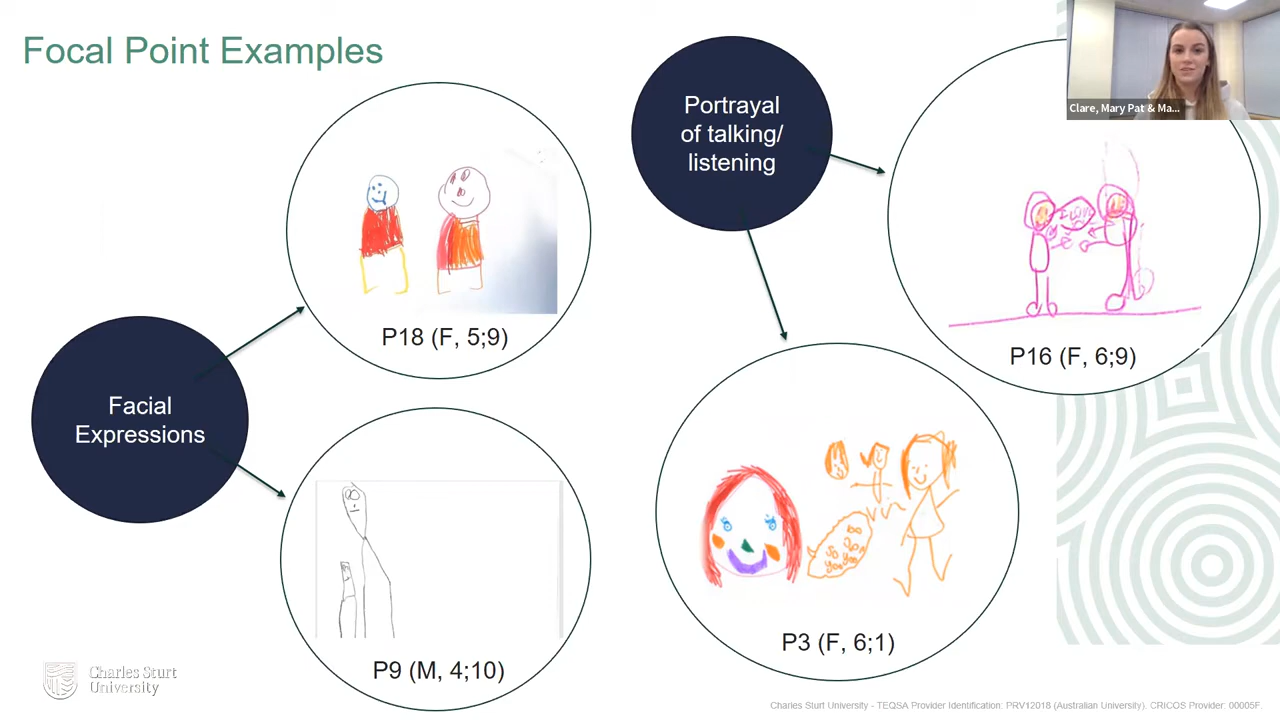 Focal Point Examples
Portrayal
of talking/
listening
Clare, Mary Pat & Ma...
P18 (F, 5;9)
P16 (F, 6;9)
Facial
Expressions
P9 (M, 4;10)
P3 (F, 6;1)
Charles Sturt
University
Charles Sturt University - TEQSA Provider Identification: PRV12018 (Australian University). CRICOS Provider: 00005F.